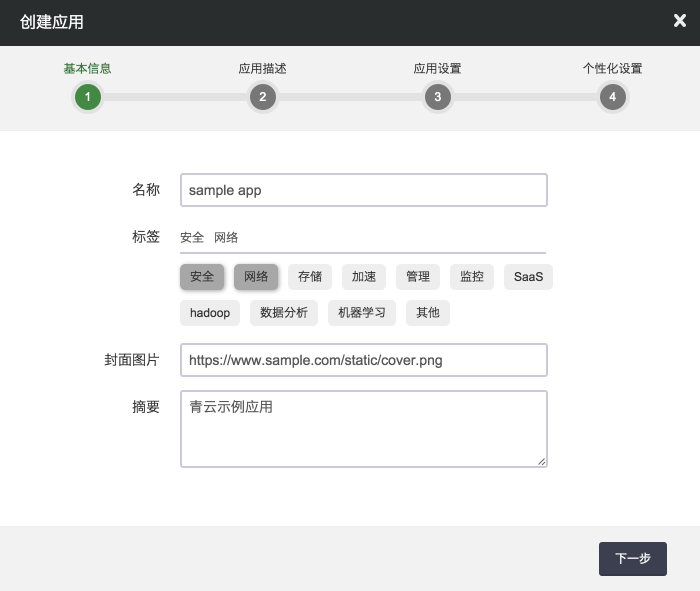 创建应用
基本信息 应用描述 应用设置 个性化设置
1 2 3 4
名称 sample app
标签 安全 网络
安全 网络 存储 加速 管理 监控 SaaS
hadoop 数据分析 机器学习 其他
封面图片 https://www.sample.com/static/cover.png
摘要 青云示例应用
下一步